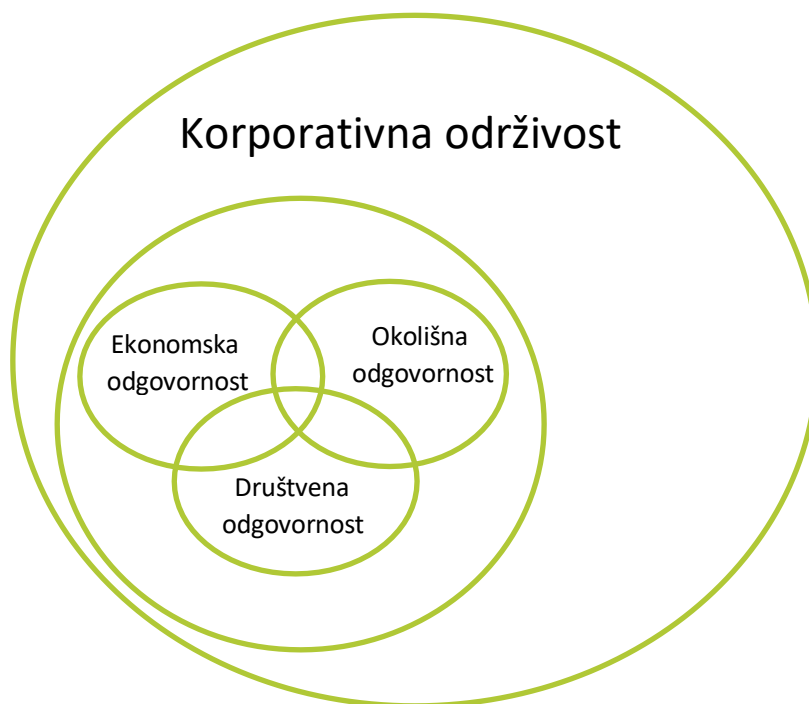 Korporativna održivost
Ekonomska
odgovornost
Okolišna
odgovornost
Društvena
odgovornost